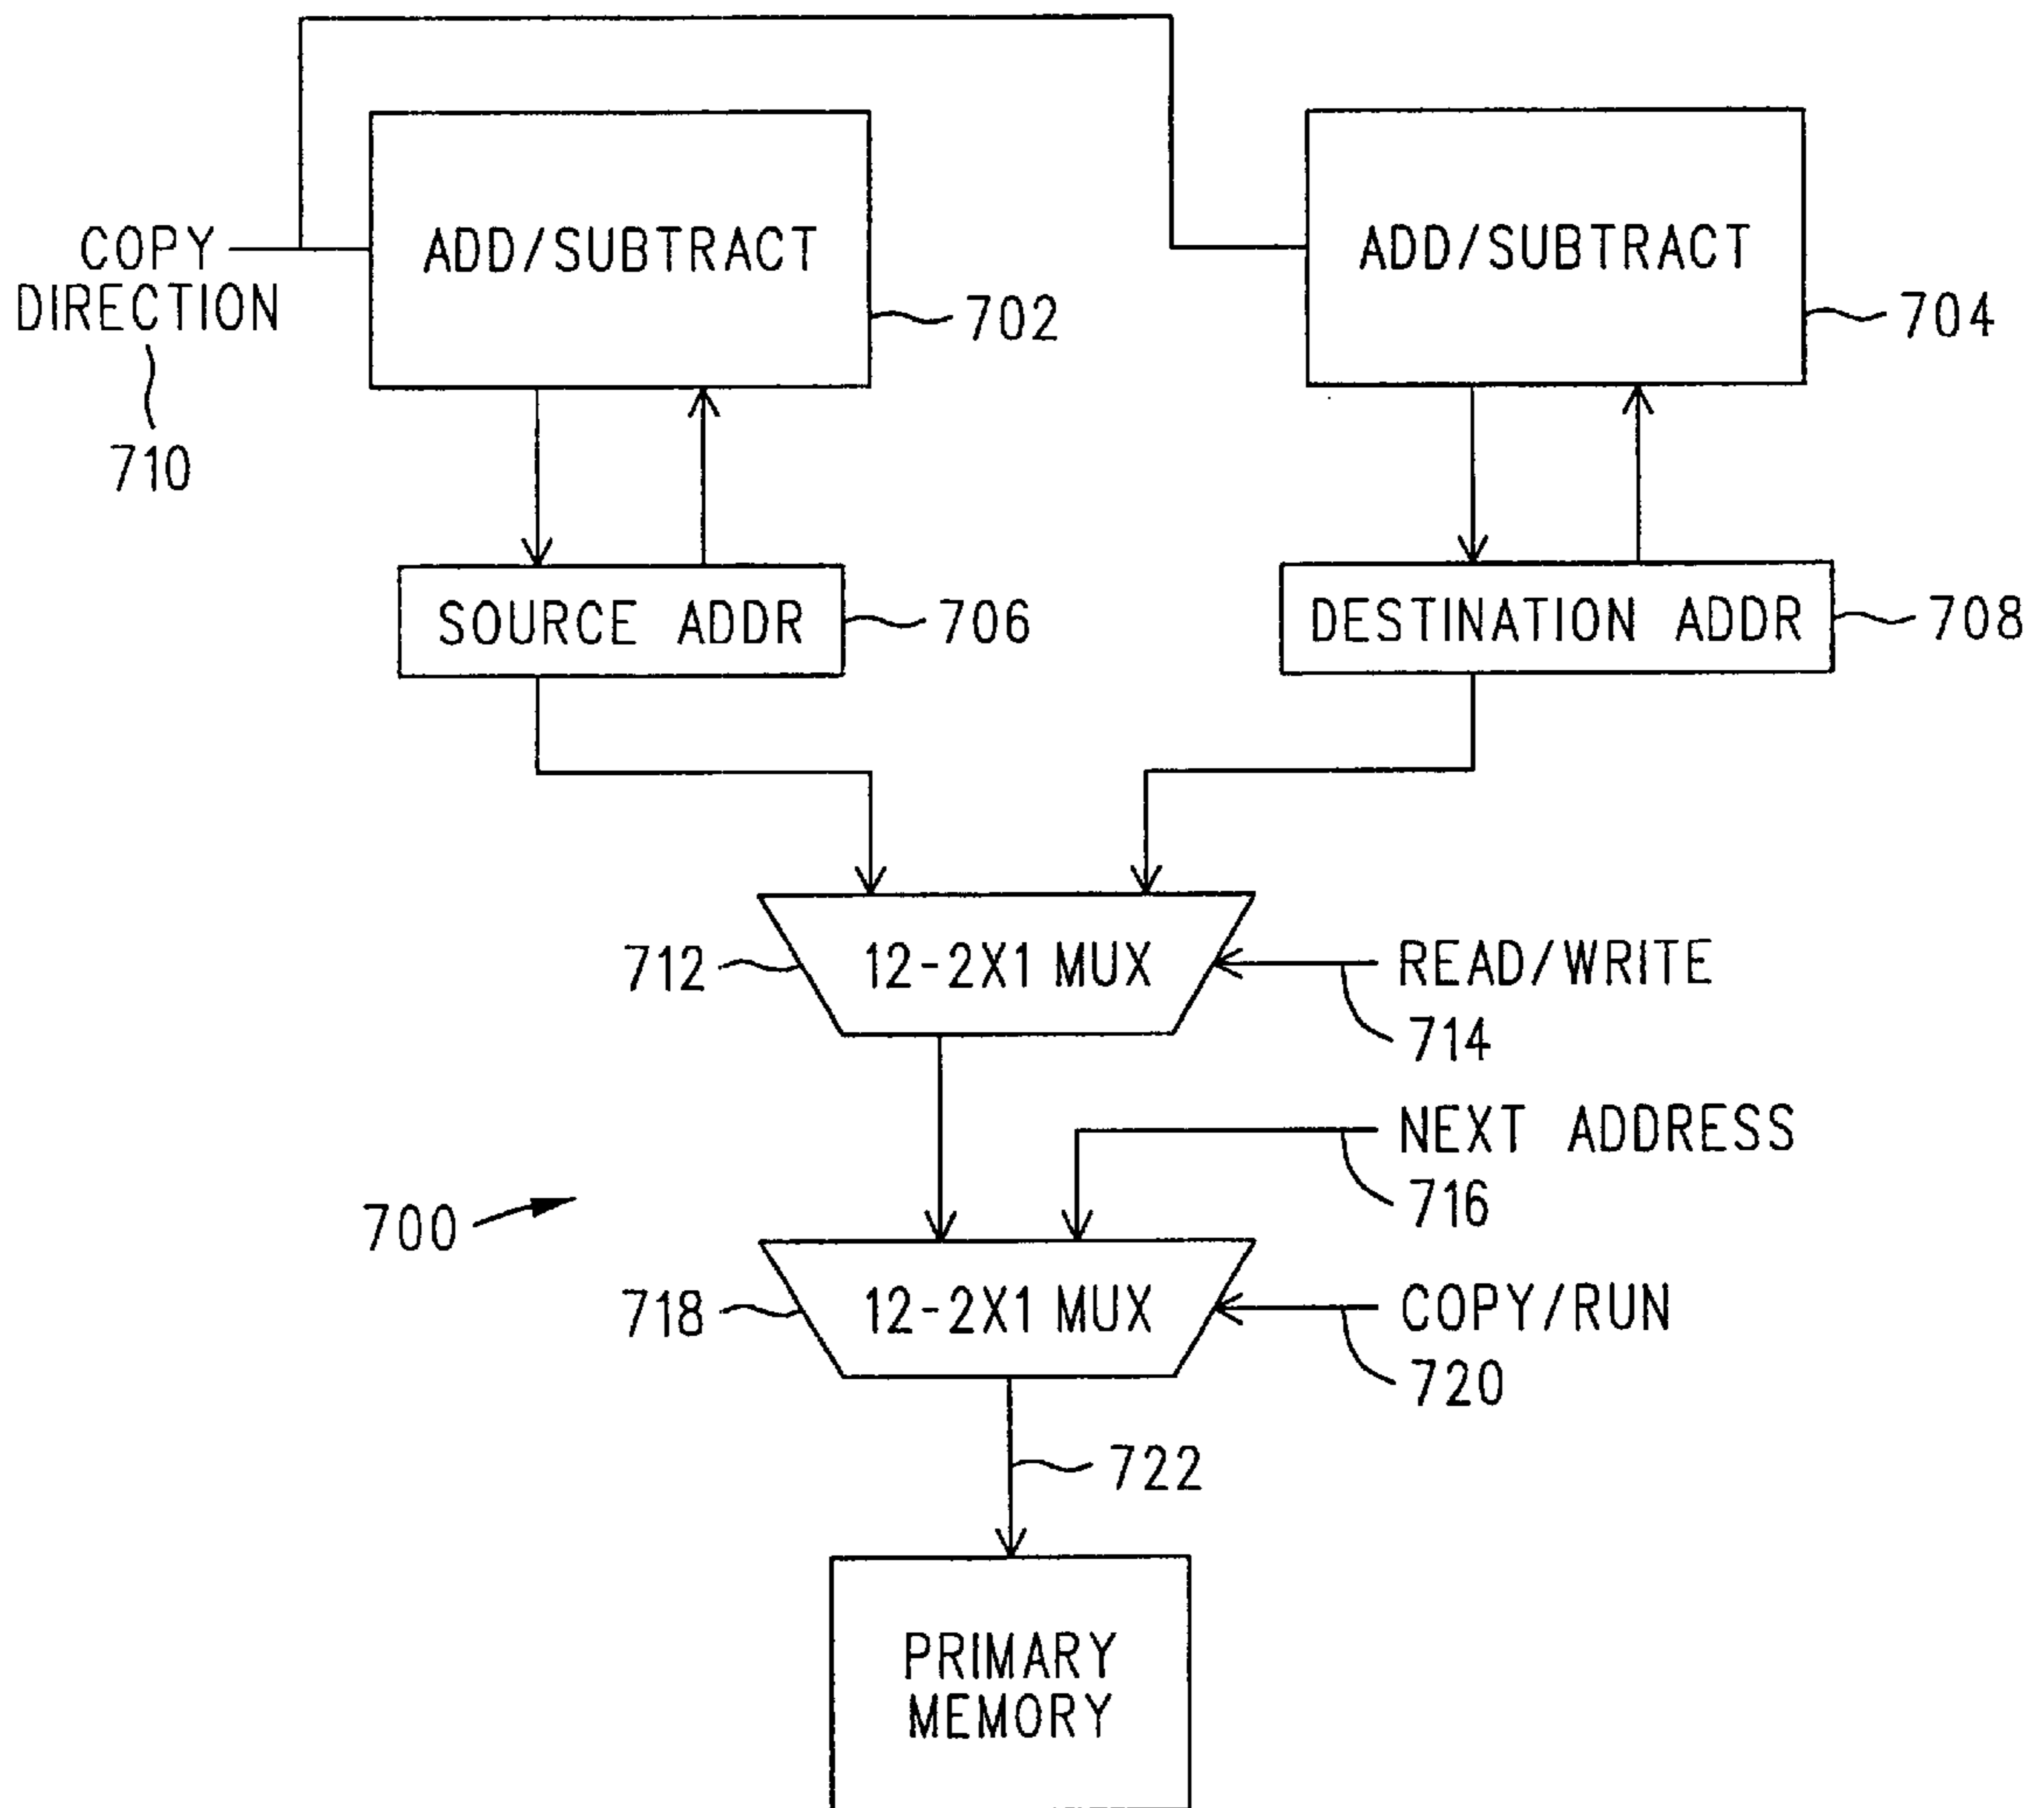 COPY
DIRECTION
710
ADD/SUBTRACT
702
ADD/SUBTRACT
704
SOURCE ADDR
706
DESTINATION ADDR
708
712
12-2X1 MUX
READ/WRITE
714
NEXT ADDRESS
716
700
718
12-2X1 MUX
COPY/RUN
720
722
PRIMARY
MEMORY